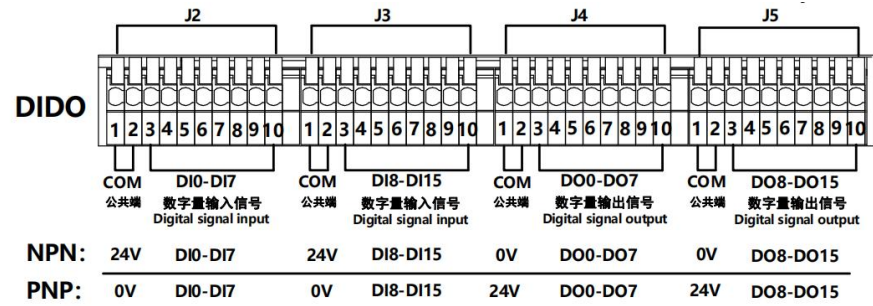 J2 J3 J4 J5
DIDO
1 2 3 4 5 6 7 8 9 10 1 2 3 4 5 6 7 8 9 10 1 2 3 4 5 6 7 8 9 10 1 2 3 4 5 6 7 8 9 10
COM DI0-DI7 COM DI8-DI15 COM DO0-DO7 COM DO8-DO15
公共端 数字量输入信号 公共端 数字量输入信号 公共端 数字量输出信号 公共端 数字量输出信号
Digital signal input Digital signal input Digital signal output Digital signal output
NPN: 24V DI0-DI7 24V DI8-DI15 0V DO0-DO7 0V DO8-DO15
PNP: 0V DI0-DI7 0V DI8-DI15 24V DO0-DO7 24V DO8-DO15